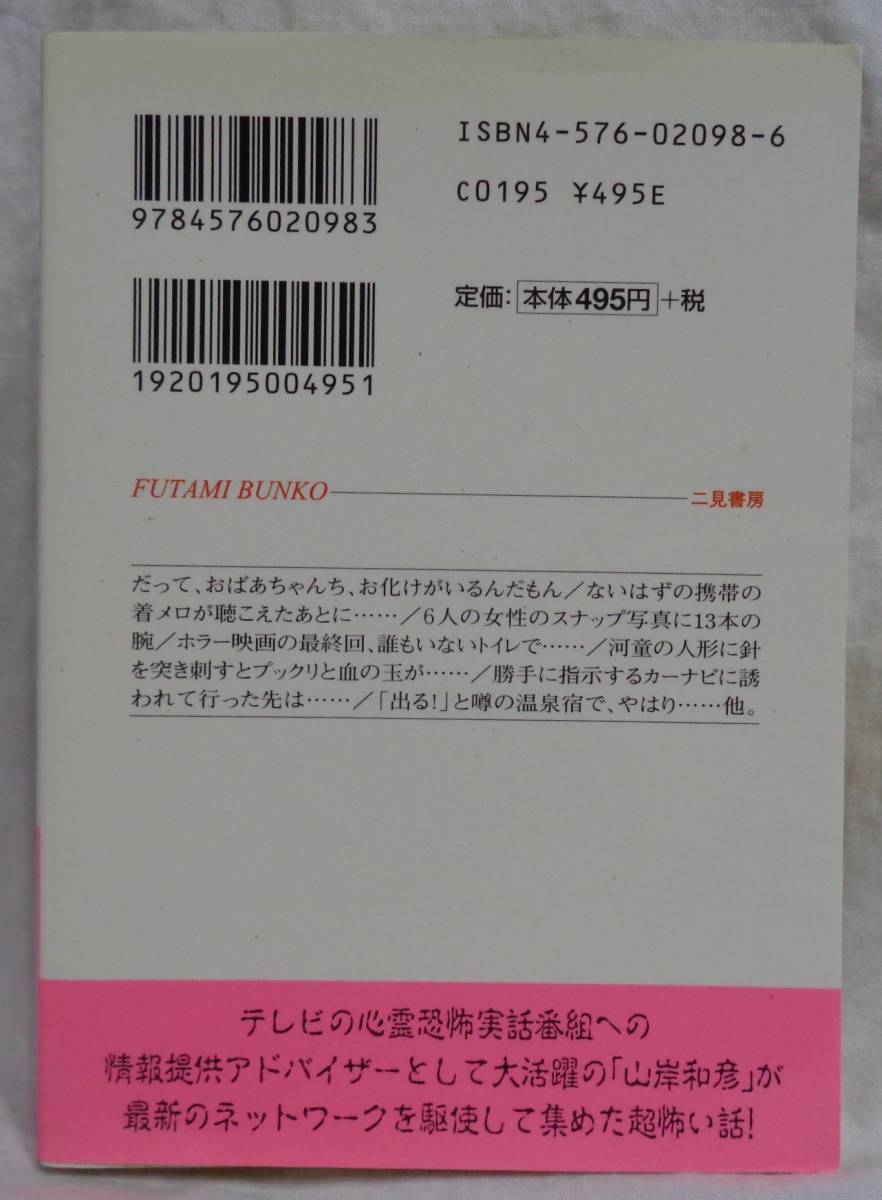 ISBN4-576-02098-6
9784576020983
C0195 ¥495E
定価: 本体495円+税
1920195004951
FUTAMI BUNKO 二見書房
だって、おばあちゃんち、お化けがいるんだもん／ないはずの携帯の
着メロが聴こえたあとに……／6人の女性のスナップ写真に13本の
腕／ホラー映画の最終回、誰もいないトイレで……／河童の人形に針
を突き刺すとプックリと血の玉が……／勝手に指示するカーナビに誘
われて行った先は……／「出る!」と噂の温泉宿で、やはり……他。
テレビの心霊恐怖実話番組への
情報提供アドバイザーとして大活躍の「山岸和彦」が
最新のネットワークを駆使して集めた超怖い話!